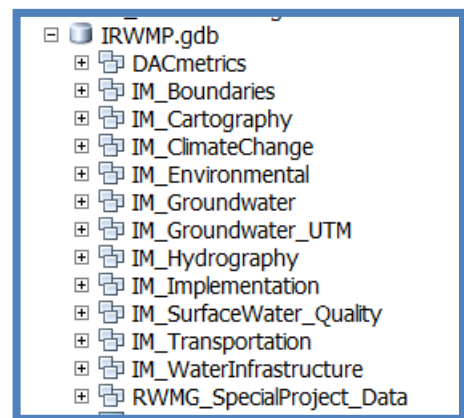 IRWMP.gdb
DACmetrics
IM_Boundaries
IM_Cartography
IM_ClimateChange
IM_Environmental
IM_Groundwater
IM_Groundwater_UTM
IM_Hydrography
IM_Implementation
IM_SurfaceWater_Quality
IM_Transportation
IM_WaterInfrastructure
RWMG_SpecialProject_Data